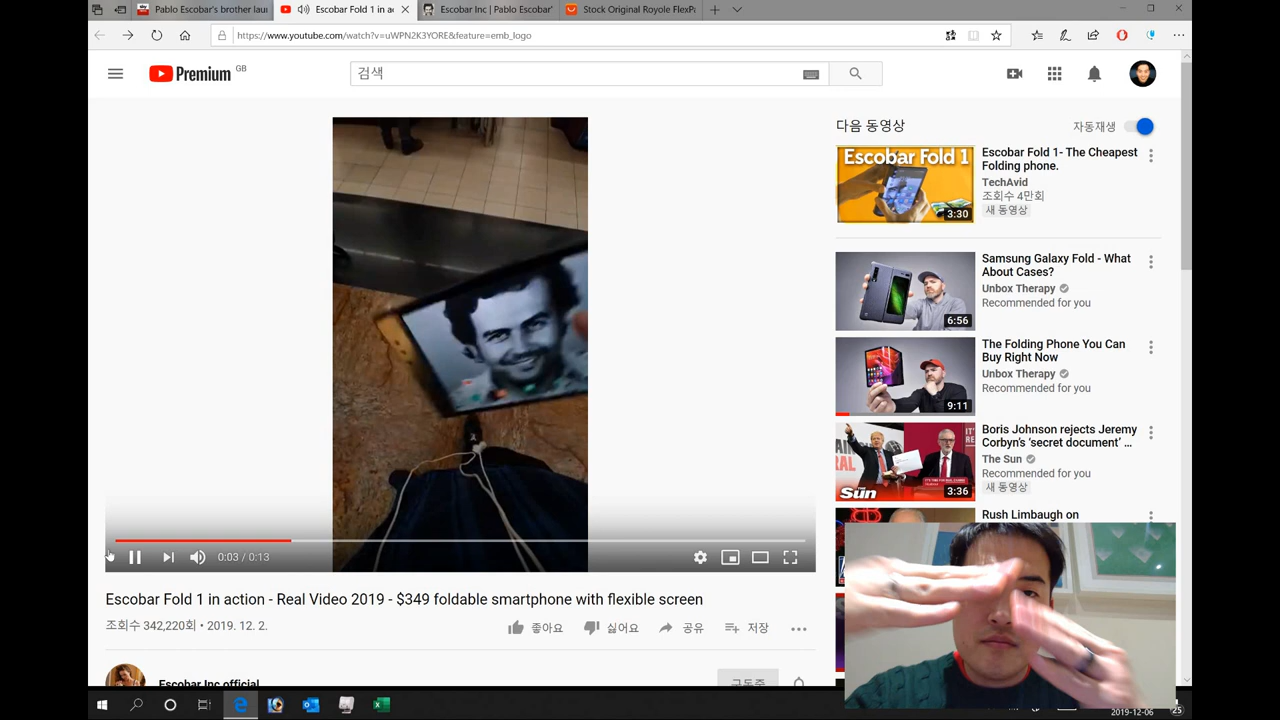 Pablo Escobar's brother lau
Escobar Fold 1 in a
Escobar Inc | Pablo Escobar'
Stock Original Royole FlexPa
https://www.youtube.com/watch?v=uWPN2K3YORE&feature=emb_logo
Premium GB
검색
다음 동영상
자동재생
Escobar Fold 1
3:30
Escobar Fold 1- The Cheapest
Folding phone.
TechAvid
조회수 4만회
새 동영상
6:56
Samsung Galaxy Fold - What
About Cases?
Unbox Therapy
Recommended for you
9:11
The Folding Phone You Can
Buy Right Now
Unbox Therapy
Recommended for you
The Sun
3:36
Boris Johnson rejects Jeremy
Corbyn's 'secret document' …
The Sun
Recommended for you
새 동영상
Rush Limbaugh on
0:03 / 0:13
Escobar Fold 1 in action - Real Video 2019 - $349 foldable smartphone with flexible screen
조회수 342,220회 • 2019. 12. 2.
좋아요
싫어요
공유
저장
Escobar Inc official
구독중
2019-12-06
25